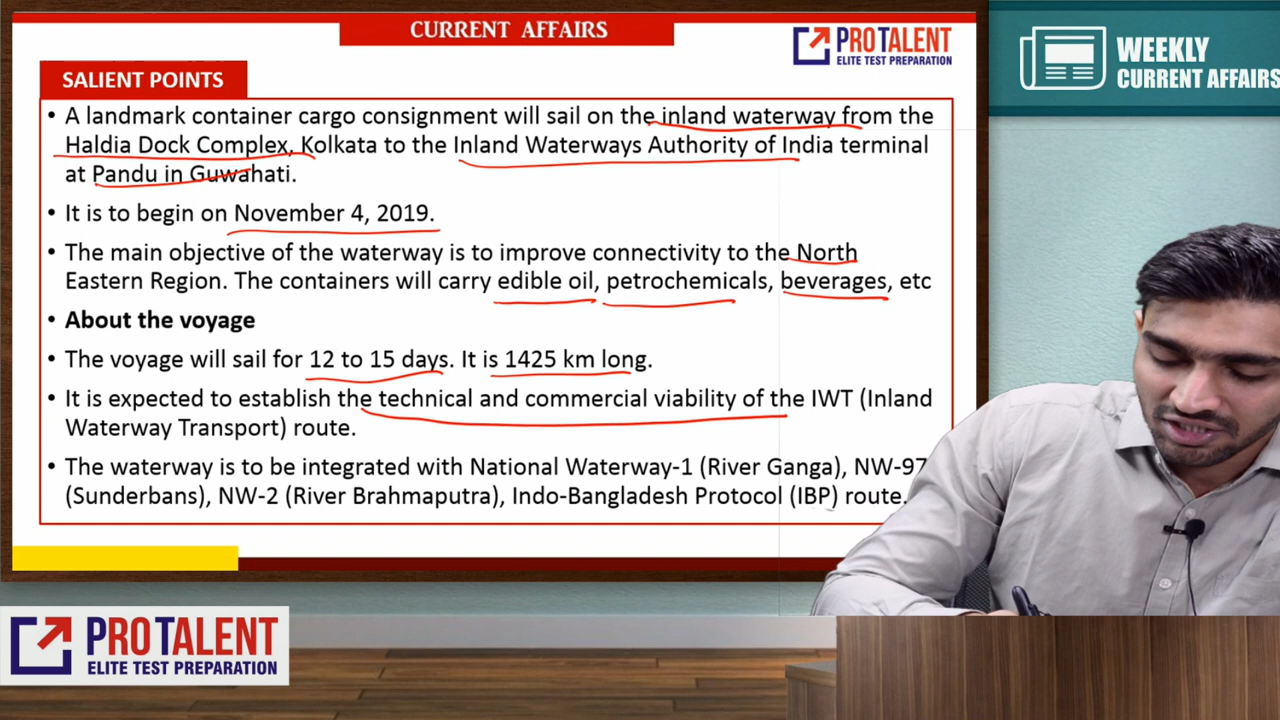 CURRENT AFFAIRS
PROTALENT
ELITE TEST PREPARATION
WEEKLY
CURRENT AFFAIRS
SALIENT POINTS
• A landmark container cargo consignment will sail on the inland waterway from the
Haldia Dock Complex, Kolkata to the Inland Waterways Authority of India terminal
at Pandu in Guwahati.
• It is to begin on November 4, 2019.
• The main objective of the waterway is to improve connectivity to the North
Eastern Region. The containers will carry edible oil, petrochemicals, beverages, etc
• About the voyage
• The voyage will sail for 12 to 15 days. It is 1425 km long.
• It is expected to establish the technical and commercial viability of the IWT (Inland
Waterway Transport) route.
• The waterway is to be integrated with National Waterway-1 (River Ganga), NW-97
(Sunderbans), NW-2 (River Brahmaputra), Indo-Bangladesh Protocol (IBP) route.
PROTALENT
ELITE TEST PREPARATION